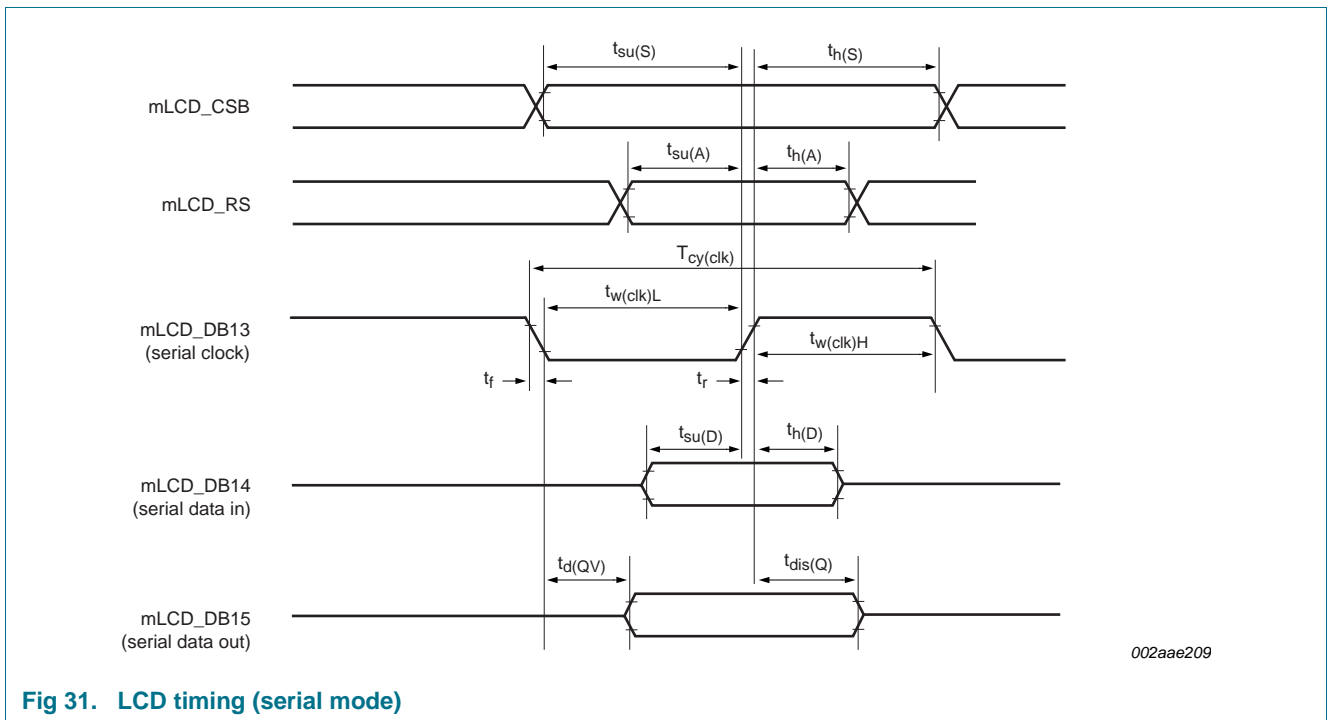 tsu(S)
th(S)
mLCD_CSB
tsu(A)
th(A)
mLCD_RS
Tcy(clk)
tw(clk)L
mLCD_DB13
(serial clock)
tw(clk)H
tf
tr
tsu(D)
th(D)
mLCD_DB14
(serial data in)
td(QV)
tdis(Q)
mLCD_DB15
(serial data out)
002aae209
Fig 31. LCD timing (serial mode)